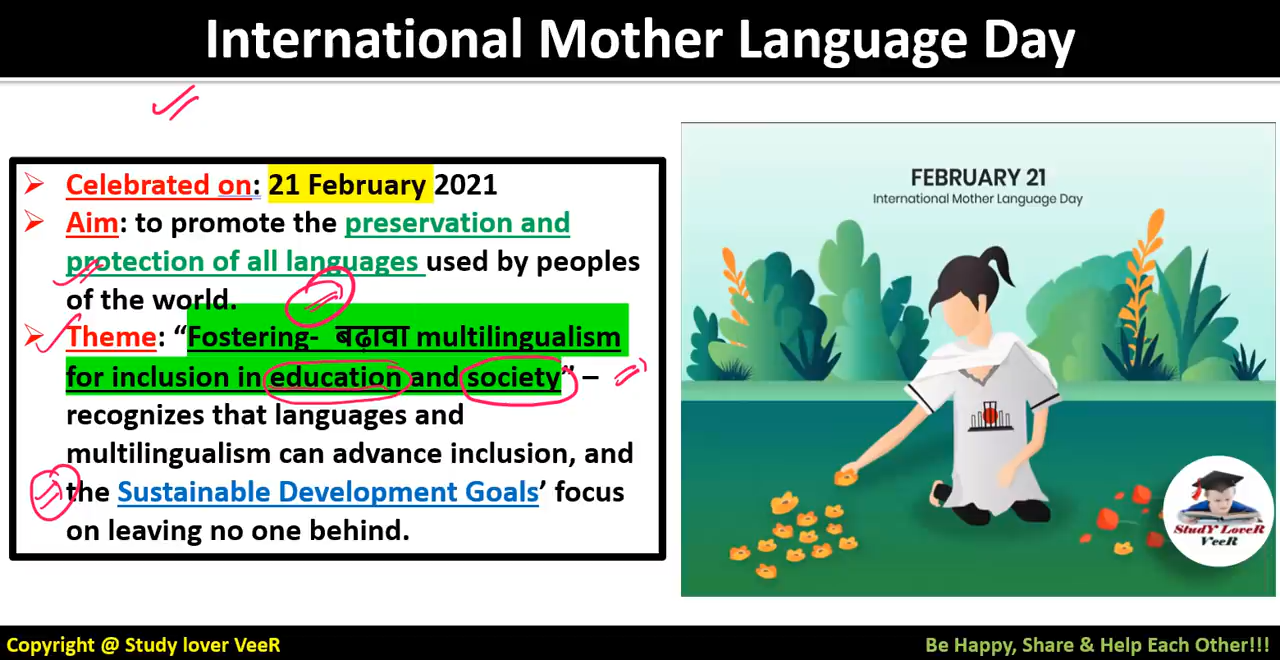 International Mother Language Day
Celebrated on: 21 February 2021
Aim: to promote the preservation and
protection of all languages used by peoples
of the world.
Theme: “Fostering- बढ़ावा multilingualism
for inclusion in education and society” –
recognizes that languages and
multilingualism can advance inclusion, and
the Sustainable Development Goals’ focus
on leaving no one behind.
FEBRUARY 21
International Mother Language Day
StudY LoveR
VeeR
Copyright @ Study lover VeeR
Be Happy, Share & Help Each Other!!!